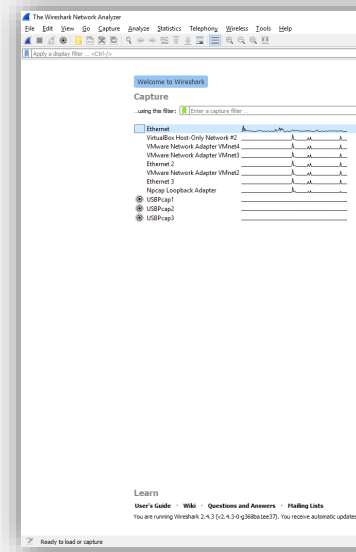 The Wireshark Network Analyzer
File Edit View Go Capture Analyze Statistics Telephony Wireless Tools Help
Apply a display filter ... <Ctrl-/>
Welcome to Wireshark
Capture
...using this filter: Enter a capture filter ...
Ethernet
VirtualBox Host-Only Network #2
VMware Network Adapter VMnet4
VMware Network Adapter VMnet3
Ethernet 2
VMware Network Adapter VMnet2
Ethernet 3
Npcap Loopback Adapter
USBPcap1
USBPcap2
USBPcap3
Learn
User's Guide · Wiki · Questions and Answers · Mailing Lists
You are running Wireshark 2.4.3 (v2.4.3-0-g368ba1ee37). You receive automatic updates
Ready to load or capture